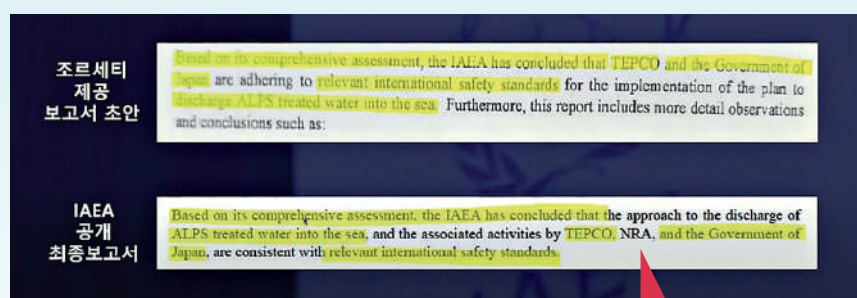 조르세티
제공
보고서 초안
Based on its comprehensive assessment, the IAEA has concluded that TEPCO and the Government of
Japan are adhering to relevant international safety standards for the implementation of the plan to
discharge ALPS treated water into the sea. Furthermore, this report includes more detail observations
and conclusions such as:
IAEA
공개
최종보고서
Based on its comprehensive assessment, the IAEA has concluded that the approach to the discharge of
ALPS treated water into the sea, and the associated activities by TEPCO, NRA, and the Government of
Japan, are consistent with relevant international safety standards.